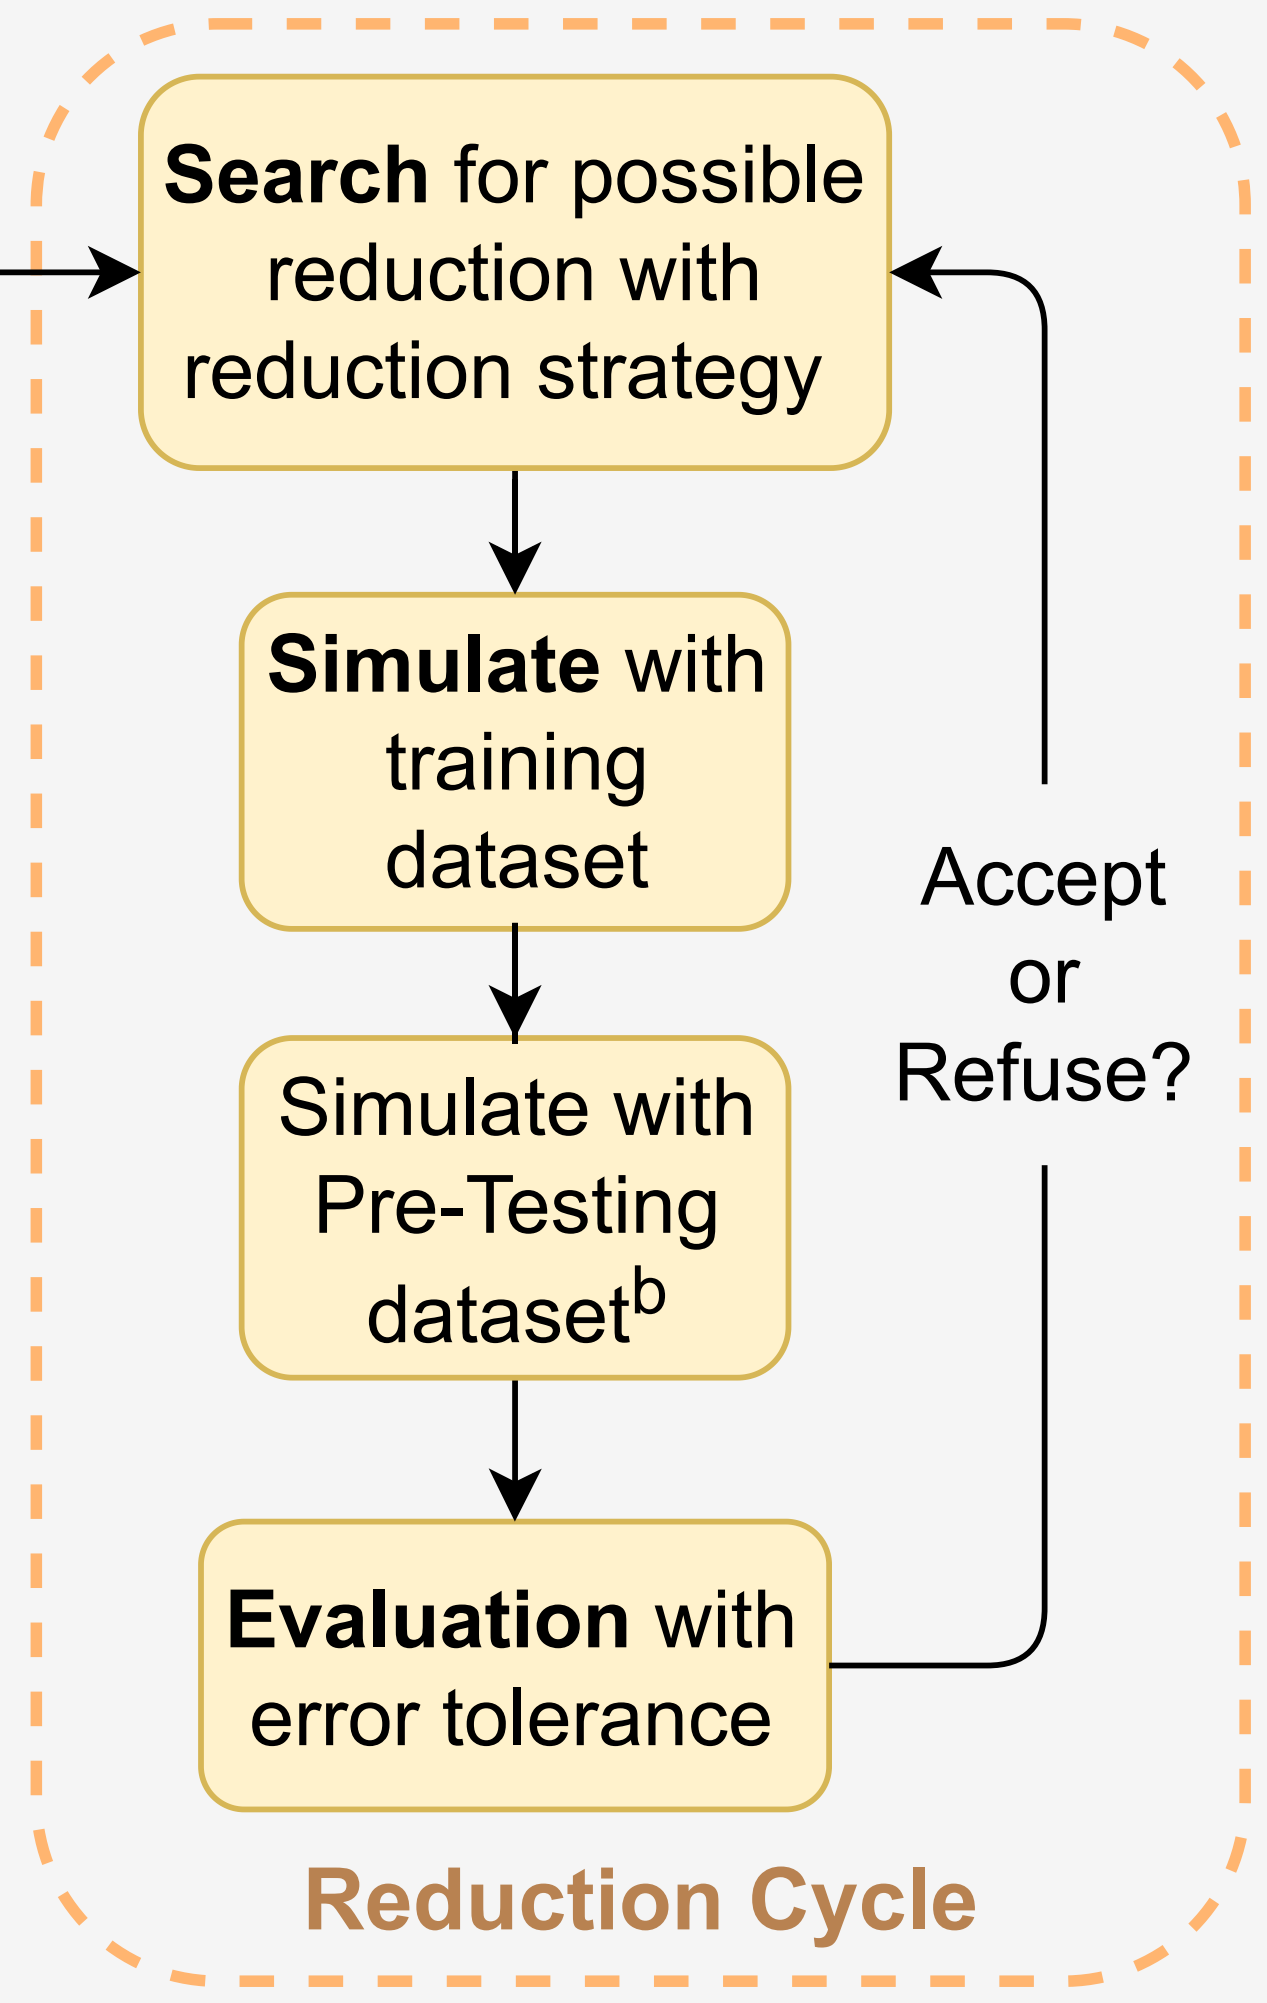 Search for possible
reduction with
reduction strategy
Simulate with
training
dataset
Simulate with
Pre-Testing
datasetᵇ
Evaluation with
error tolerance
Accept
or
Refuse?
Reduction Cycle